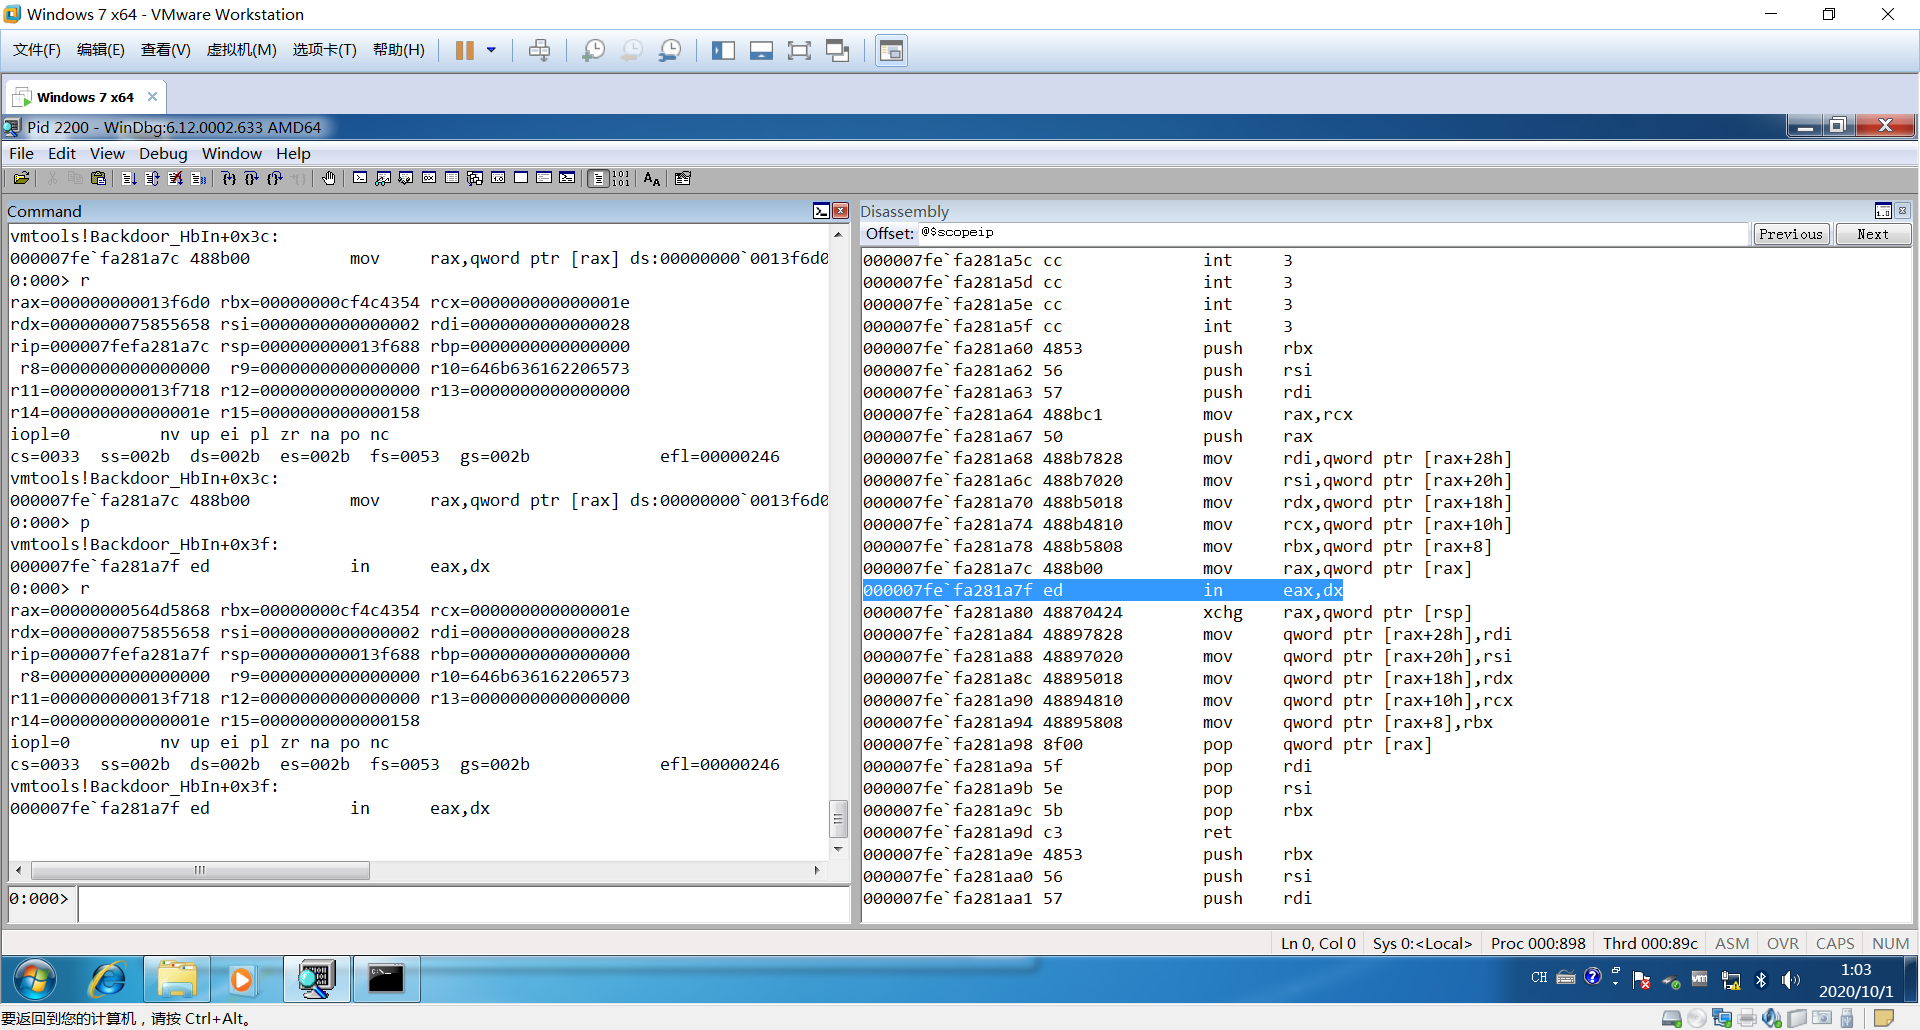 Windows 7 x64 - VMware Workstation
文件(F) 编辑(E) 查看(V) 虚拟机(M) 选项卡(T) 帮助(H)
Windows 7 x64
Pid 2200 - WinDbg:6.12.0002.633 AMD64
File Edit View Debug Window Help
Command
vmtools!Backdoor_HbIn+0x3c:
000007fe`fa281a7c 488b00 mov rax,qword ptr [rax] ds:00000000`0013f6d0
0:000> r
rax=000000000013f6d0 rbx=00000000cf4c4354 rcx=000000000000001e
rdx=0000000075855658 rsi=0000000000000002 rdi=0000000000000028
rip=000007fefa281a7c rsp=000000000013f688 rbp=0000000000000000
r8=0000000000000000 r9=0000000000000000 r10=646b636162206573
r11=000000000013f718 r12=0000000000000000 r13=0000000000000000
r14=000000000000001e r15=0000000000000158
iopl=0 nv up ei pl zr na po nc
cs=0033 ss=002b ds=002b es=002b fs=0053 gs=002b efl=00000246
vmtools!Backdoor_HbIn+0x3c:
000007fe`fa281a7c 488b00 mov rax,qword ptr [rax] ds:00000000`0013f6d0
0:000> p
vmtools!Backdoor_HbIn+0x3f:
000007fe`fa281a7f ed in eax,dx
0:000> r
rax=00000000564d5868 rbx=00000000cf4c4354 rcx=000000000000001e
rdx=0000000075855658 rsi=0000000000000002 rdi=0000000000000028
rip=000007fefa281a7f rsp=000000000013f688 rbp=0000000000000000
r8=0000000000000000 r9=0000000000000000 r10=646b636162206573
r11=000000000013f718 r12=0000000000000000 r13=0000000000000000
r14=000000000000001e r15=0000000000000158
iopl=0 nv up ei pl zr na po nc
cs=0033 ss=002b ds=002b es=002b fs=0053 gs=002b efl=00000246
vmtools!Backdoor_HbIn+0x3f:
000007fe`fa281a7f ed in eax,dx
0:000>
Disassembly
Offset: @$scopeip Previous Next
000007fe`fa281a5c cc int 3
000007fe`fa281a5d cc int 3
000007fe`fa281a5e cc int 3
000007fe`fa281a5f cc int 3
000007fe`fa281a60 4853 push rbx
000007fe`fa281a62 56 push rsi
000007fe`fa281a63 57 push rdi
000007fe`fa281a64 488bc1 mov rax,rcx
000007fe`fa281a67 50 push rax
000007fe`fa281a68 488b7828 mov rdi,qword ptr [rax+28h]
000007fe`fa281a6c 488b7020 mov rsi,qword ptr [rax+20h]
000007fe`fa281a70 488b5018 mov rdx,qword ptr [rax+18h]
000007fe`fa281a74 488b4810 mov rcx,qword ptr [rax+10h]
000007fe`fa281a78 488b5808 mov rbx,qword ptr [rax+8]
000007fe`fa281a7c 488b00 mov rax,qword ptr [rax]
000007fe`fa281a7f ed in eax,dx
000007fe`fa281a80 48870424 xchg rax,qword ptr [rsp]
000007fe`fa281a84 48897828 mov qword ptr [rax+28h],rdi
000007fe`fa281a88 48897020 mov qword ptr [rax+20h],rsi
000007fe`fa281a8c 48895018 mov qword ptr [rax+18h],rdx
000007fe`fa281a90 48894810 mov qword ptr [rax+10h],rcx
000007fe`fa281a94 48895808 mov qword ptr [rax+8],rbx
000007fe`fa281a98 8f00 pop qword ptr [rax]
000007fe`fa281a9a 5f pop rdi
000007fe`fa281a9b 5e pop rsi
000007fe`fa281a9c 5b pop rbx
000007fe`fa281a9d c3 ret
000007fe`fa281a9e 4853 push rbx
000007fe`fa281aa0 56 push rsi
000007fe`fa281aa1 57 push rdi
Ln 0, Col 0 Sys 0:<Local> Proc 000:898 Thrd 000:89c ASM OVR CAPS NUM
CH 1:03
2020/10/1
要返回到您的计算机，请按 Ctrl+Alt。